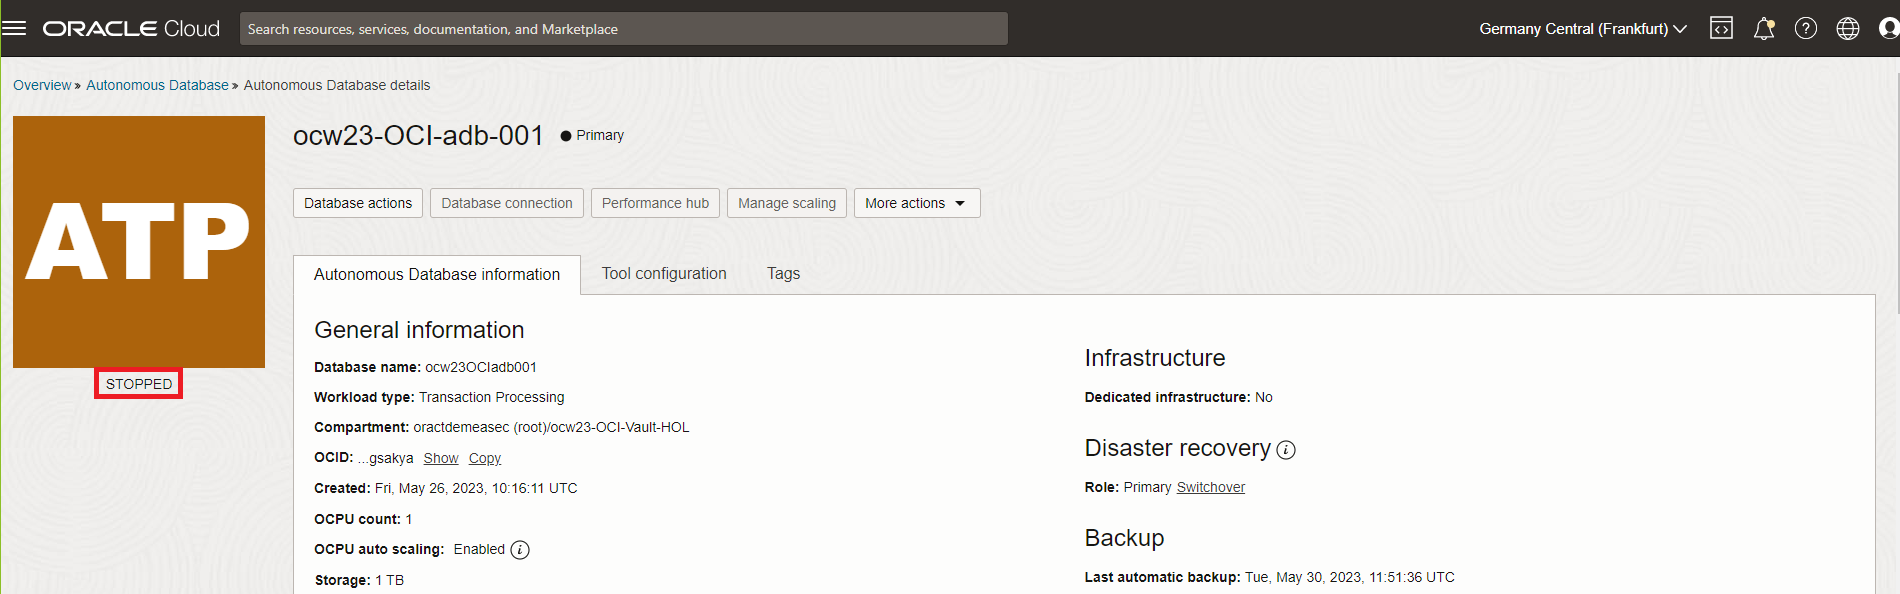 ORACLE Cloud
Search resources, services, documentation, and Marketplace
Germany Central (Frankfurt)
Overview » Autonomous Database » Autonomous Database details
ATP
STOPPED
ocw23-OCI-adb-001
Primary
Database actions
Database connection
Performance hub
Manage scaling
More actions
Autonomous Database information
Tool configuration
Tags
General information
Database name: ocw23OCIadb001
Workload type: Transaction Processing
Compartment: oractdemeasec (root)/ocw23-OCI-Vault-HOL
OCID: ...gsakya Show Copy
Created: Fri, May 26, 2023, 10:16:11 UTC
OCPU count: 1
OCPU auto scaling: Enabled
Storage: 1 TB
Infrastructure
Dedicated infrastructure: No
Disaster recovery
Role: Primary Switchover
Backup
Last automatic backup: Tue, May 30, 2023, 11:51:36 UTC